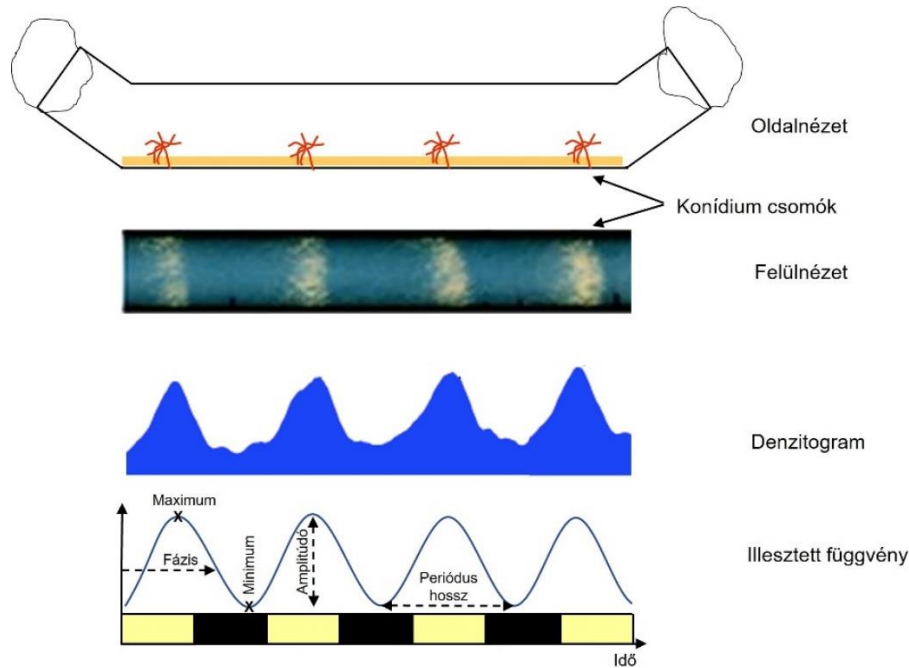 Oldalnézet
Konídium csomók
Felülnézet
Denzitogram
Maximum
Fázis
Minimum
Amplitúdó
Periódus
hossz
Illesztett függvény
Idő